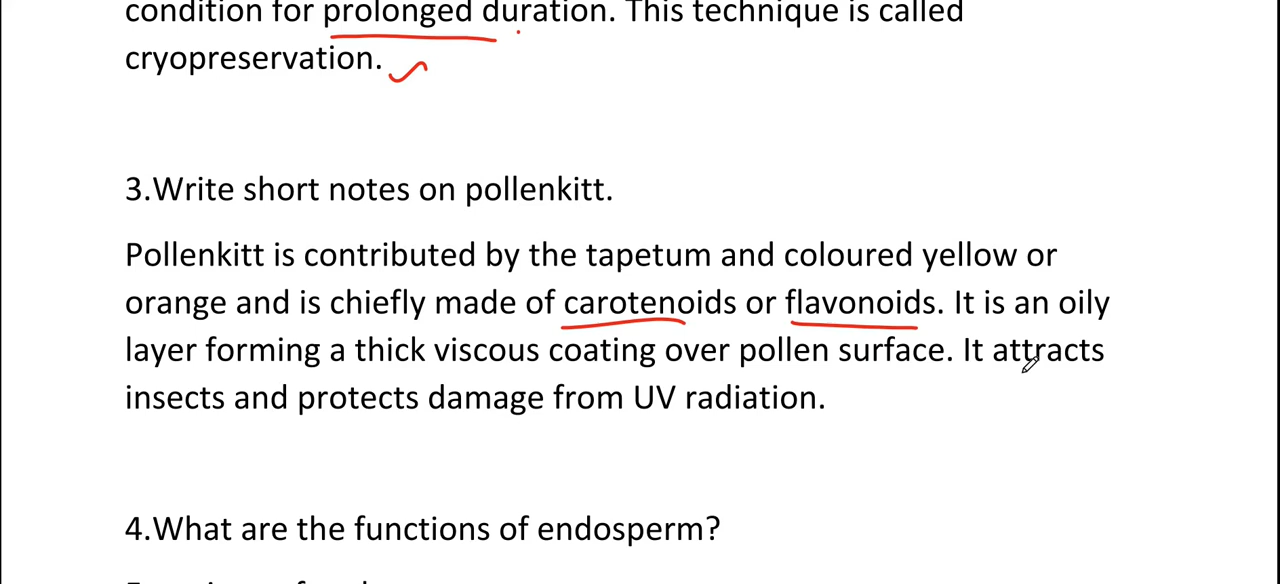 condition for prolonged duration. This technique is called
cryopreservation.
3.Write short notes on pollenkitt.
Pollenkitt is contributed by the tapetum and coloured yellow or
orange and is chiefly made of carotenoids or flavonoids. It is an oily
layer forming a thick viscous coating over pollen surface. It attracts
insects and protects damage from UV radiation.
4.What are the functions of endosperm?